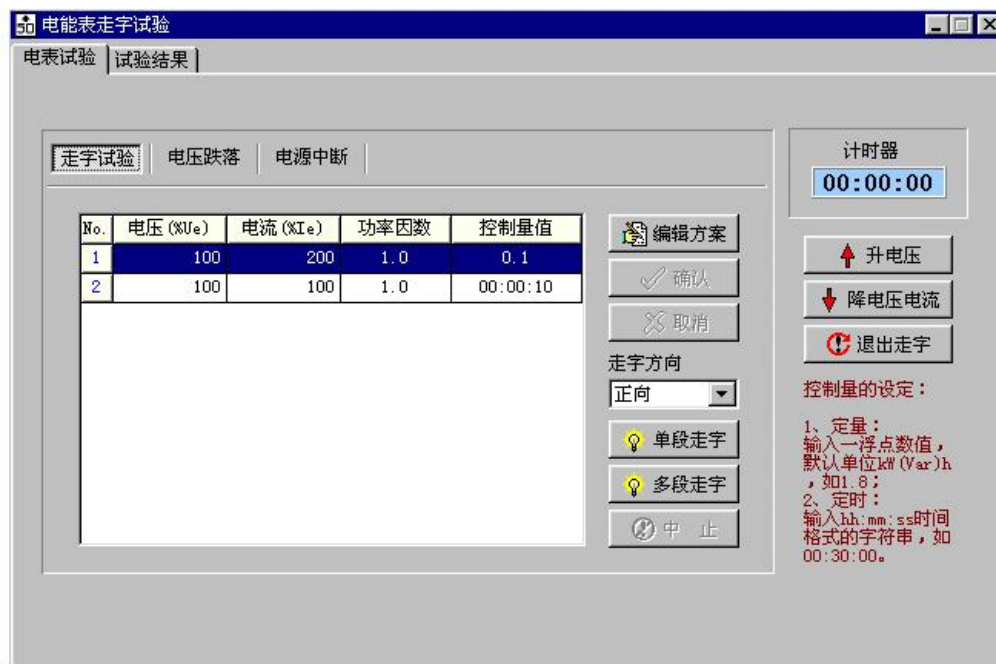 电能表走字试验
电表试验 试验结果
走字试验 电压跌落 电源中断
计时器
00:00:00
No. 电压(%Ue) 电流(%Ie) 功率因数 控制量值
1 100 200 1.0 0.1
2 100 100 1.0 00:00:10
编辑方案
确认
取消
走字方向
正向
单段走字
多段走字
中 止
升电压
降电压电流
退出走字
控制量的设定：
1、定量：
输入一浮点数值，
默认单位kW(Var)h
，如1.8；
2、定时：
输入hh:mm:ss时间
格式的字符串，如
00:30:00。